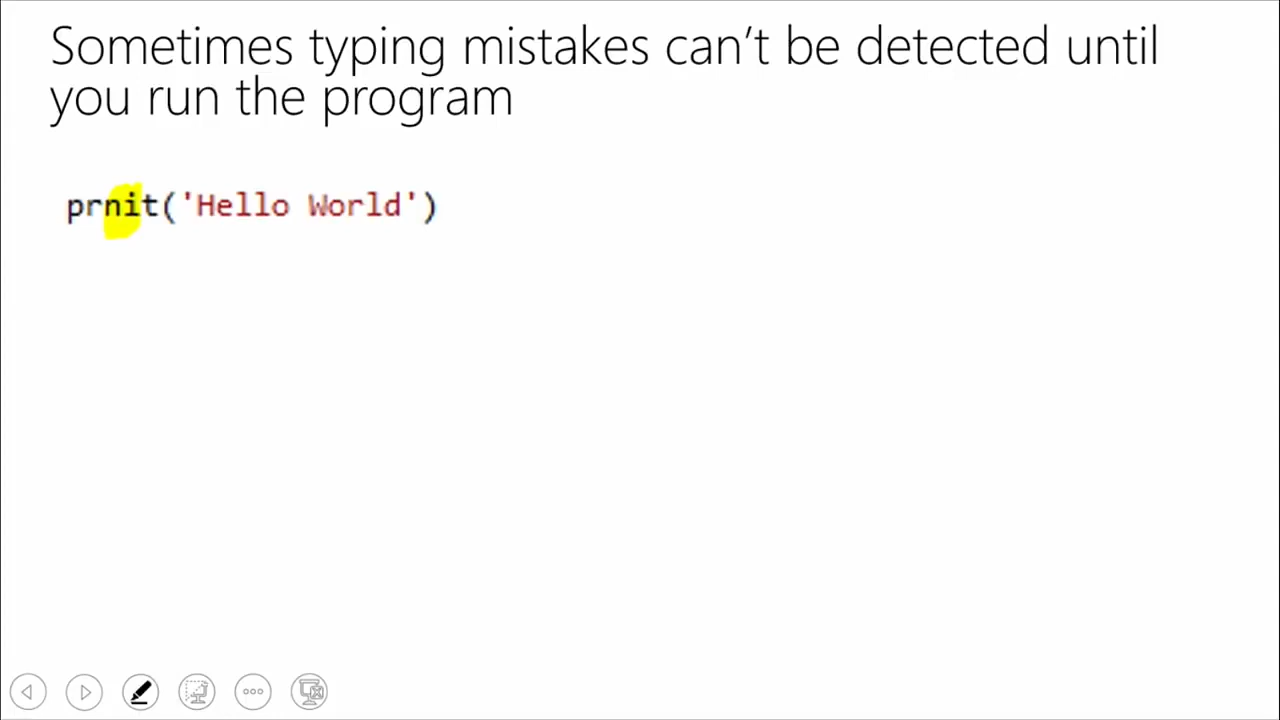 Sometimes typing mistakes can’t be detected until
you run the program
prnit('Hello World')